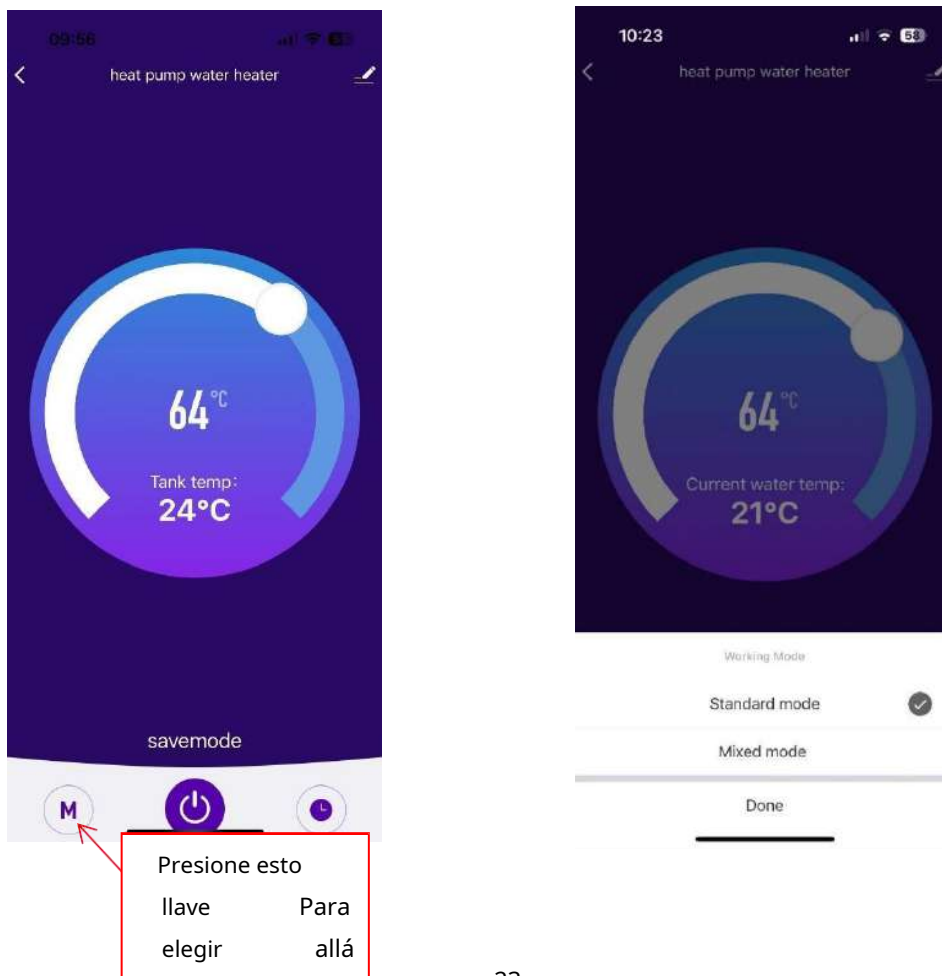 09:56
heat pump water heater
64°C
Tank temp:
24°C
savemode
M
Presione esto
llave Para
elegir allá
10:23
58
heat pump water heater
64°C
Current water temp:
21°C
Working Mode
Standard mode
Mixed mode
Done